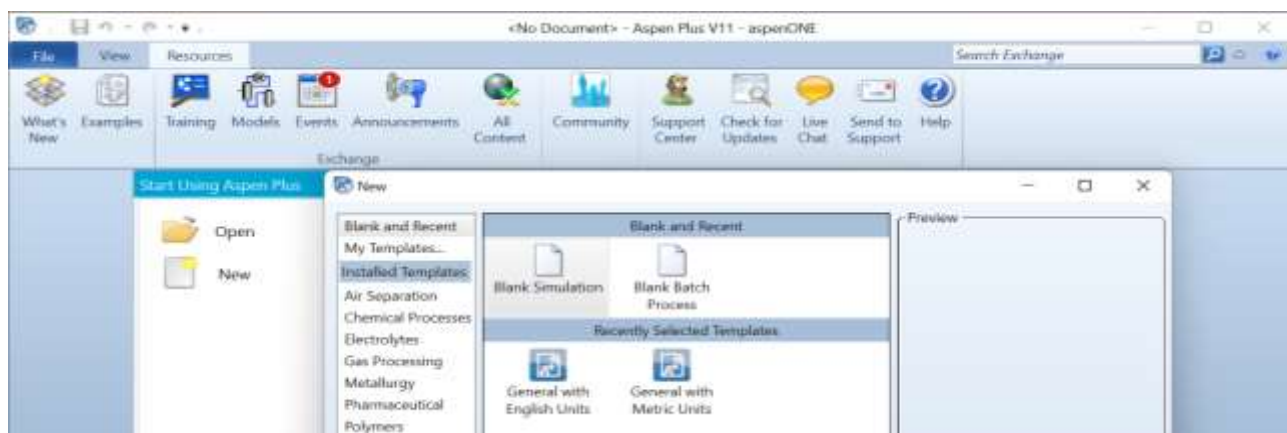 <No Document> - Aspen Plus V11 - aspenONE
File View Resources Search Exchange
What's New Examples Training Models Events Announcements All Content Community Support Center Check for Updates Live Chat Send to Support Help
1
Exchange
Start Using Aspen Plus
Open
New
New
Blank and Recent
My Templates...
Installed Templates
Air Separation
Chemical Processes
Electrolytes
Gas Processing
Metallurgy
Pharmaceutical
Polymers
Blank and Recent
Blank Simulation
Blank Batch
Process
Recently Selected Templates
General with
English Units
General with
Metric Units
Preview